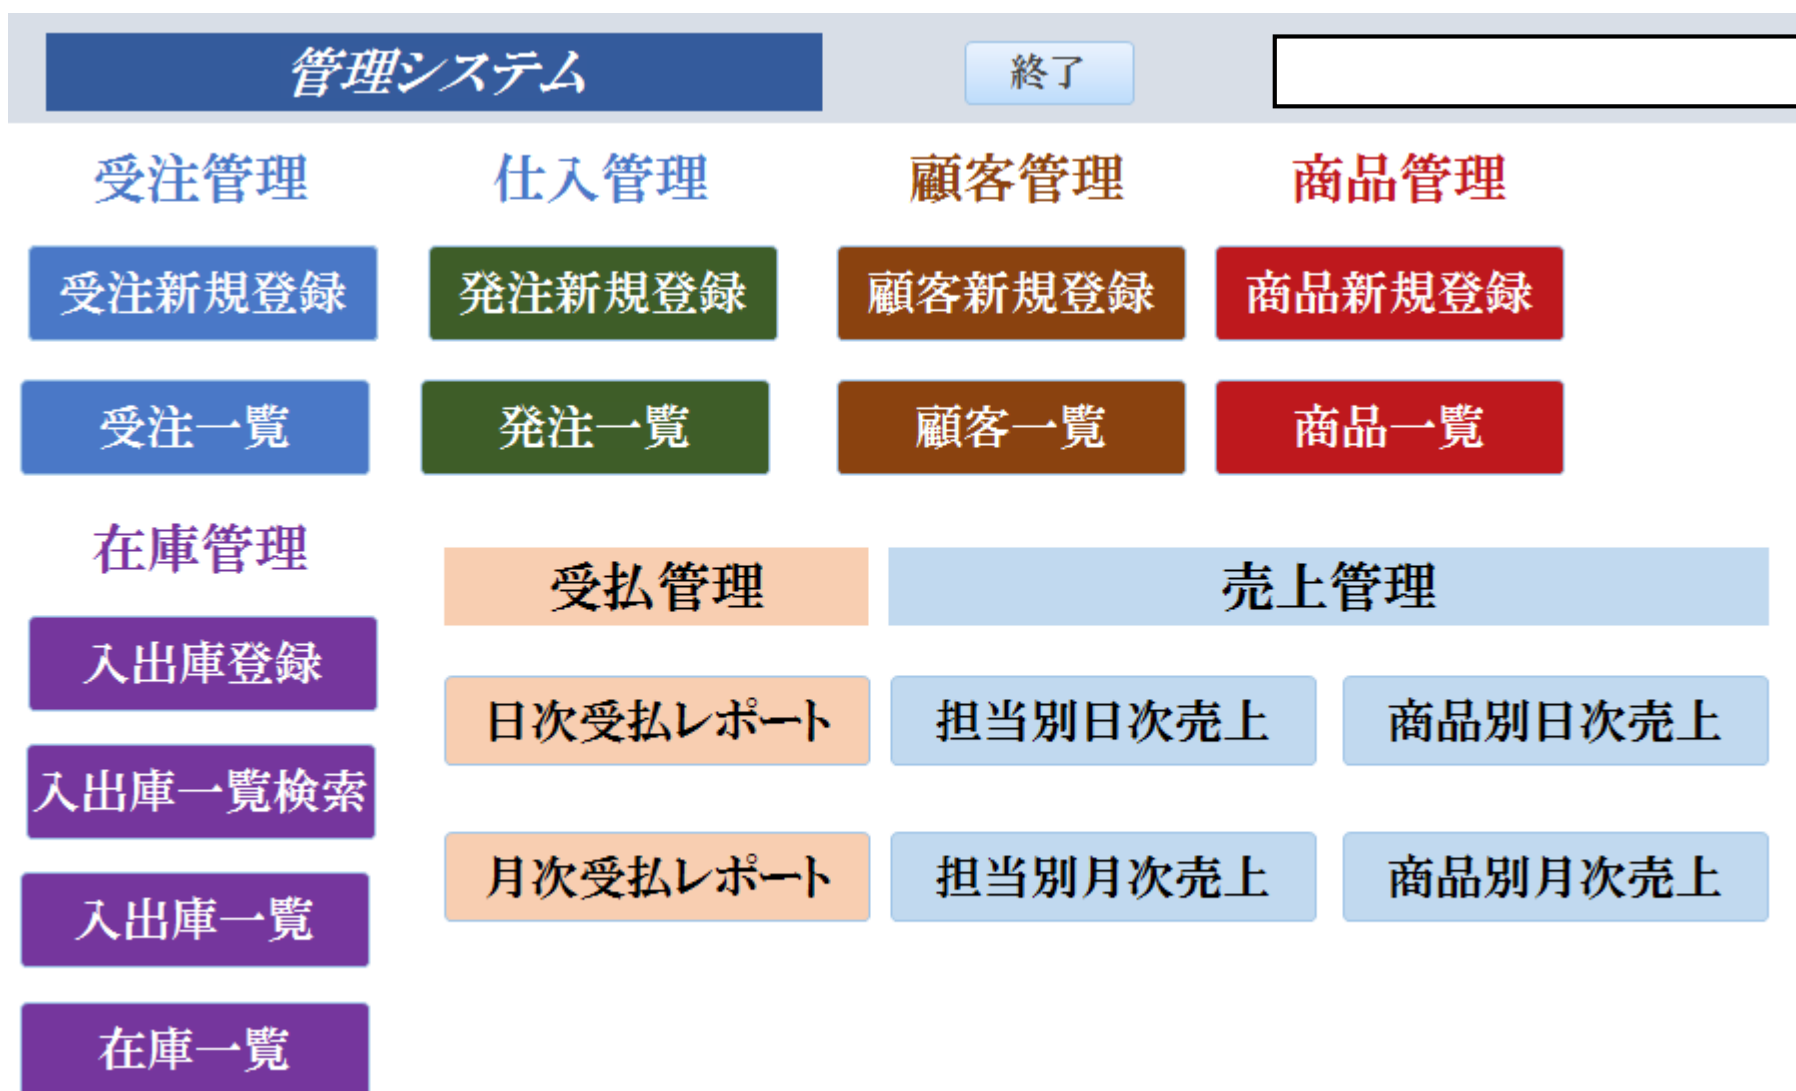 管理システム
終了
受注管理
仕入管理
顧客管理
商品管理
受注新規登録
発注新規登録
顧客新規登録
商品新規登録
受注一覧
発注一覧
顧客一覧
商品一覧
在庫管理
受払管理
売上管理
入出庫登録
日次受払レポート
担当別日次売上
商品別日次売上
入出庫一覧検索
月次受払レポート
担当別月次売上
商品別月次売上
入出庫一覧
在庫一覧